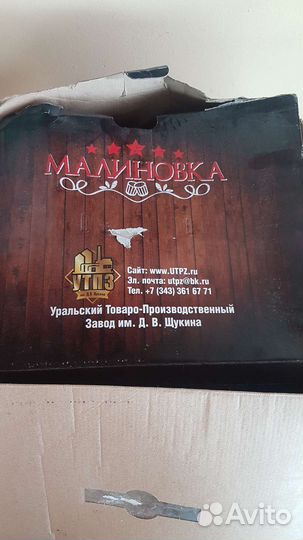 МАЛИНОВКА
УТПЗ
Сайт: www.UTPZ.ru
Эл. почта: utpz@bk.ru
Тел. +7 (343) 361 67 71
Уральский Товаро-Производственный
Завод им. Д. В. Щукина
Avito